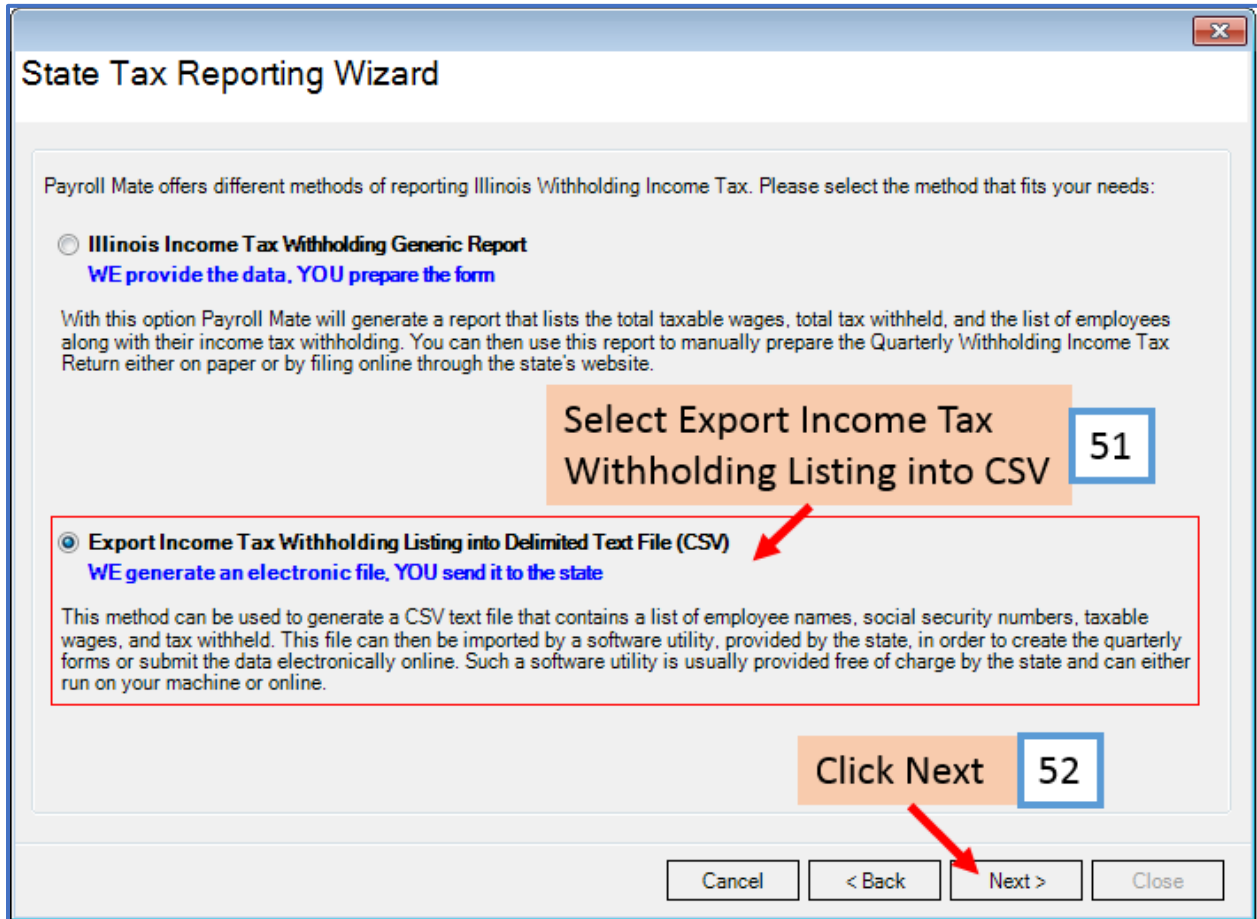 State Tax Reporting Wizard
Payroll Mate offers different methods of reporting Illinois Withholding Income Tax. Please select the method that fits your needs:
Illinois Income Tax Withholding Generic Report
WE provide the data, YOU prepare the form
With this option Payroll Mate will generate a report that lists the total taxable wages, total tax withheld, and the list of employees
along with their income tax withholding. You can then use this report to manually prepare the Quarterly Withholding Income Tax
Return either on paper or by filing online through the state's website.
Select Export Income Tax
Withholding Listing into CSV
51
Export Income Tax Withholding Listing into Delimited Text File (CSV)
WE generate an electronic file, YOU send it to the state
This method can be used to generate a CSV text file that contains a list of employee names, social security numbers, taxable
wages, and tax withheld. This file can then be imported by a software utility, provided by the state, in order to create the quarterly
forms or submit the data electronically online. Such a software utility is usually provided free of charge by the state and can either
run on your machine or online.
Click Next
52
Cancel
< Back
Next >
Close